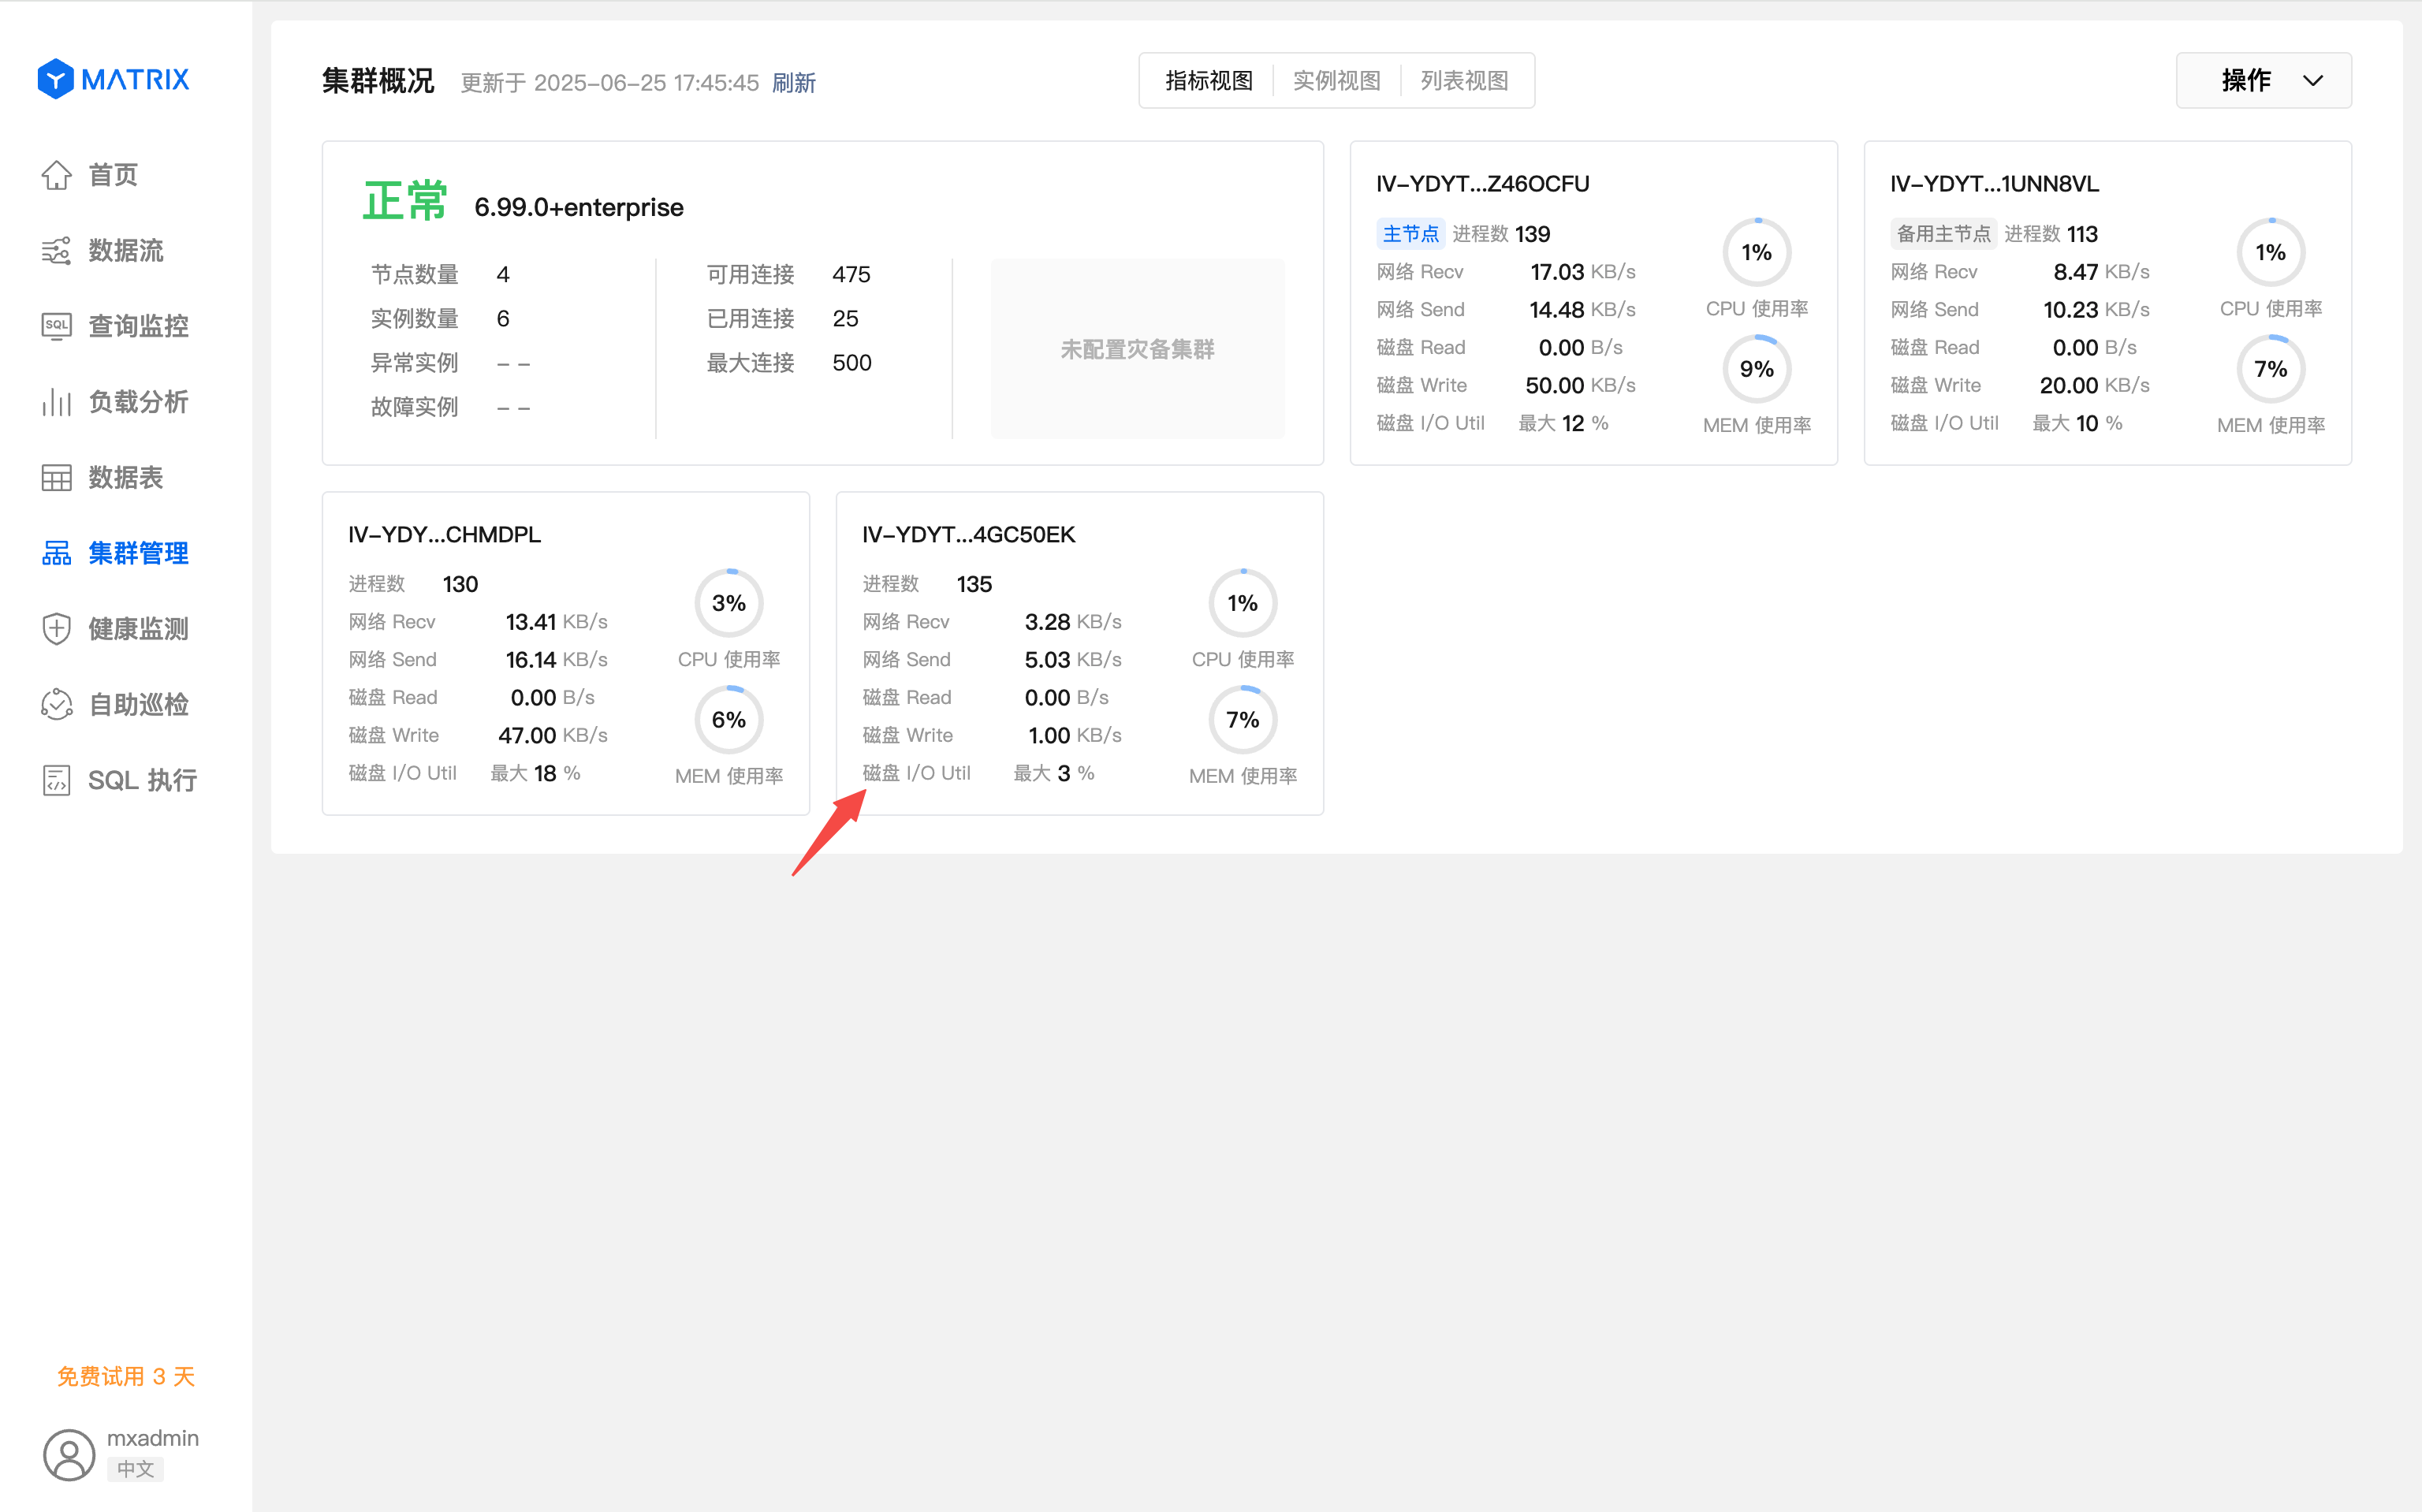 MATRIX
首页
数据流
SQL
查询监控
负载分析
数据表
集群管理
健康监测
自助巡检
SQL 执行
免费试用 3 天
mxadmin
中文
集群概况 更新于 2025-06-25 17:45:45 刷新
指标视图 实例视图 列表视图
操作
正常 6.99.0+enterprise
节点数量 4
实例数量 6
异常实例 – –
故障实例 – –
可用连接 475
已用连接 25
最大连接 500
未配置灾备集群
IV-YDYT...Z46OCFU
主节点 进程数 139
网络 Recv 17.03 KB/s
网络 Send 14.48 KB/s
磁盘 Read 0.00 B/s
磁盘 Write 50.00 KB/s
磁盘 I/O Util 最大 12 %
1%
CPU 使用率
9%
MEM 使用率
IV-YDYT...1UNN8VL
备用主节点 进程数 113
网络 Recv 8.47 KB/s
网络 Send 10.23 KB/s
磁盘 Read 0.00 B/s
磁盘 Write 20.00 KB/s
磁盘 I/O Util 最大 10 %
1%
CPU 使用率
7%
MEM 使用率
IV-YDY...CHMDPL
进程数 130
网络 Recv 13.41 KB/s
网络 Send 16.14 KB/s
磁盘 Read 0.00 B/s
磁盘 Write 47.00 KB/s
磁盘 I/O Util 最大 18 %
3%
CPU 使用率
6%
MEM 使用率
IV-YDYT...4GC50EK
进程数 135
网络 Recv 3.28 KB/s
网络 Send 5.03 KB/s
磁盘 Read 0.00 B/s
磁盘 Write 1.00 KB/s
磁盘 I/O Util 最大 3 %
1%
CPU 使用率
7%
MEM 使用率